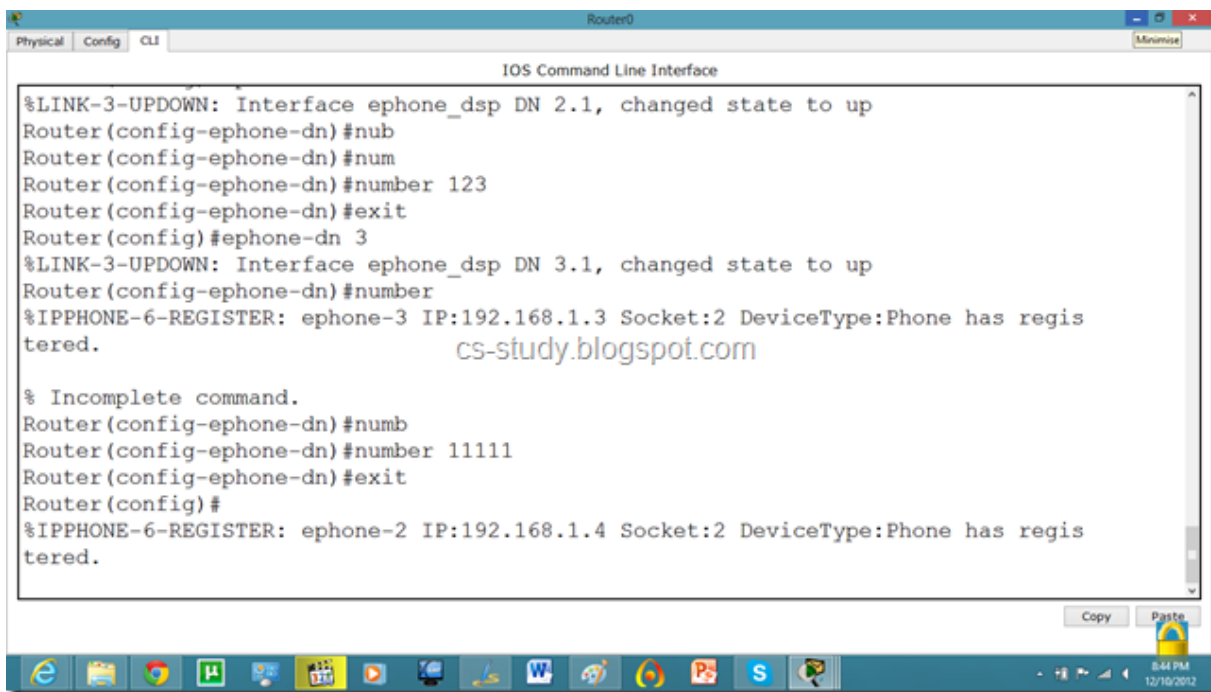 Router0
Physical Config CLI
Minimise
IOS Command Line Interface
%LINK-3-UPDOWN: Interface ephone_dsp DN 2.1, changed state to up
Router(config-ephone-dn)#nub
Router(config-ephone-dn)#num
Router(config-ephone-dn)#number 123
Router(config-ephone-dn)#exit
Router(config)#ephone-dn 3
%LINK-3-UPDOWN: Interface ephone_dsp DN 3.1, changed state to up
Router(config-ephone-dn)#number
%IPPHONE-6-REGISTER: ephone-3 IP:192.168.1.3 Socket:2 DeviceType:Phone has regis
tered.
cs-study.blogspot.com
% Incomplete command.
Router(config-ephone-dn)#numb
Router(config-ephone-dn)#number 11111
Router(config-ephone-dn)#exit
Router(config)#
%IPPHONE-6-REGISTER: ephone-2 IP:192.168.1.4 Socket:2 DeviceType:Phone has regis
tered.
Copy Paste
8:44 PM
12/10/2012